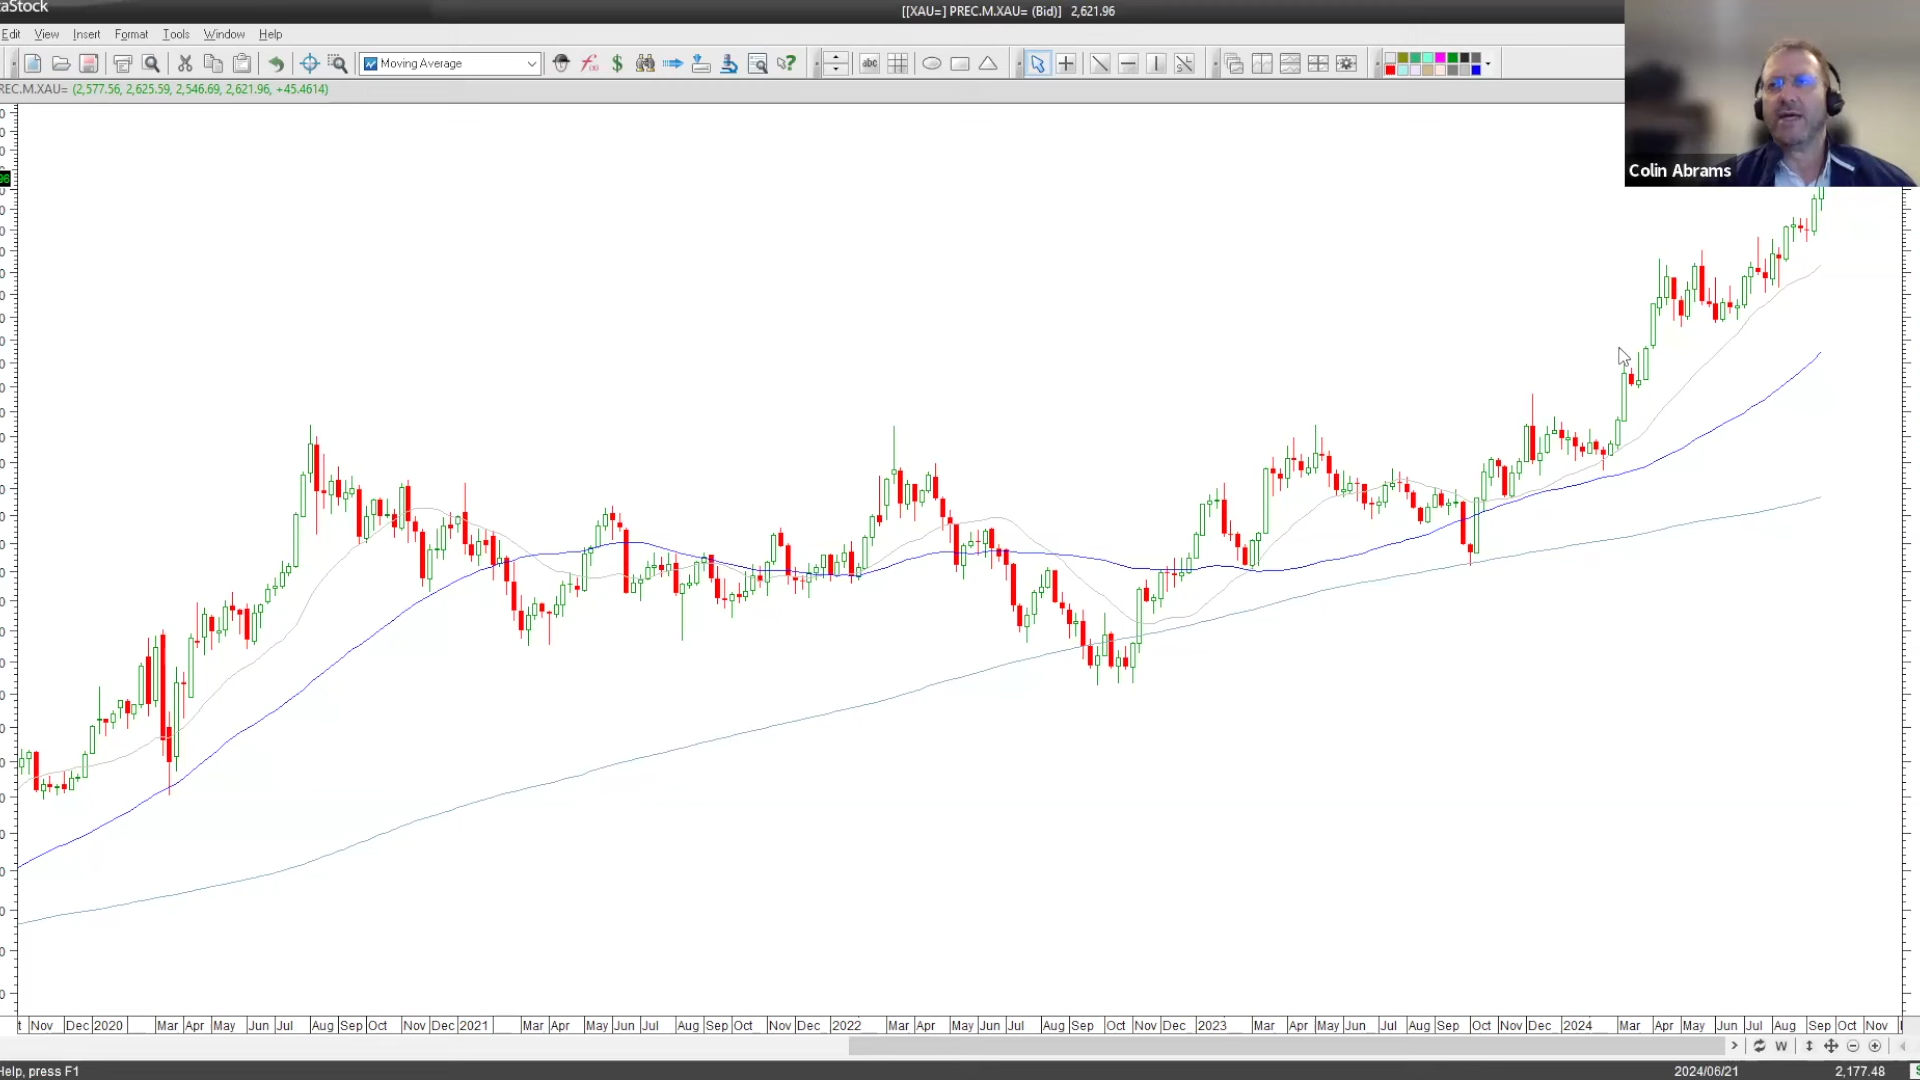 aStock
[[XAU=] PREC.M.XAU= (Bid)] 2,621.96
Edit View Insert Format Tools Window Help
Moving Average
abc
REC.M.XAU= (2,577.56, 2,625.59, 2,546.69, 2,621.96, +45.4614)
96
Colin Abrams
t Nov Dec 2020 Mar Apr May Jun Jul Aug Sep Oct Nov Dec 2021 Mar Apr May Jun Jul Aug Sep Oct Nov Dec 2022 Mar Apr May Jun Jul Aug Sep Oct Nov Dec 2023 Mar Apr May Jun Jul Aug Sep Oct Nov Dec 2024 Mar Apr May Jun Jul Aug Sep Oct Nov
W
Help, press F1
2024/06/21 2,177.48